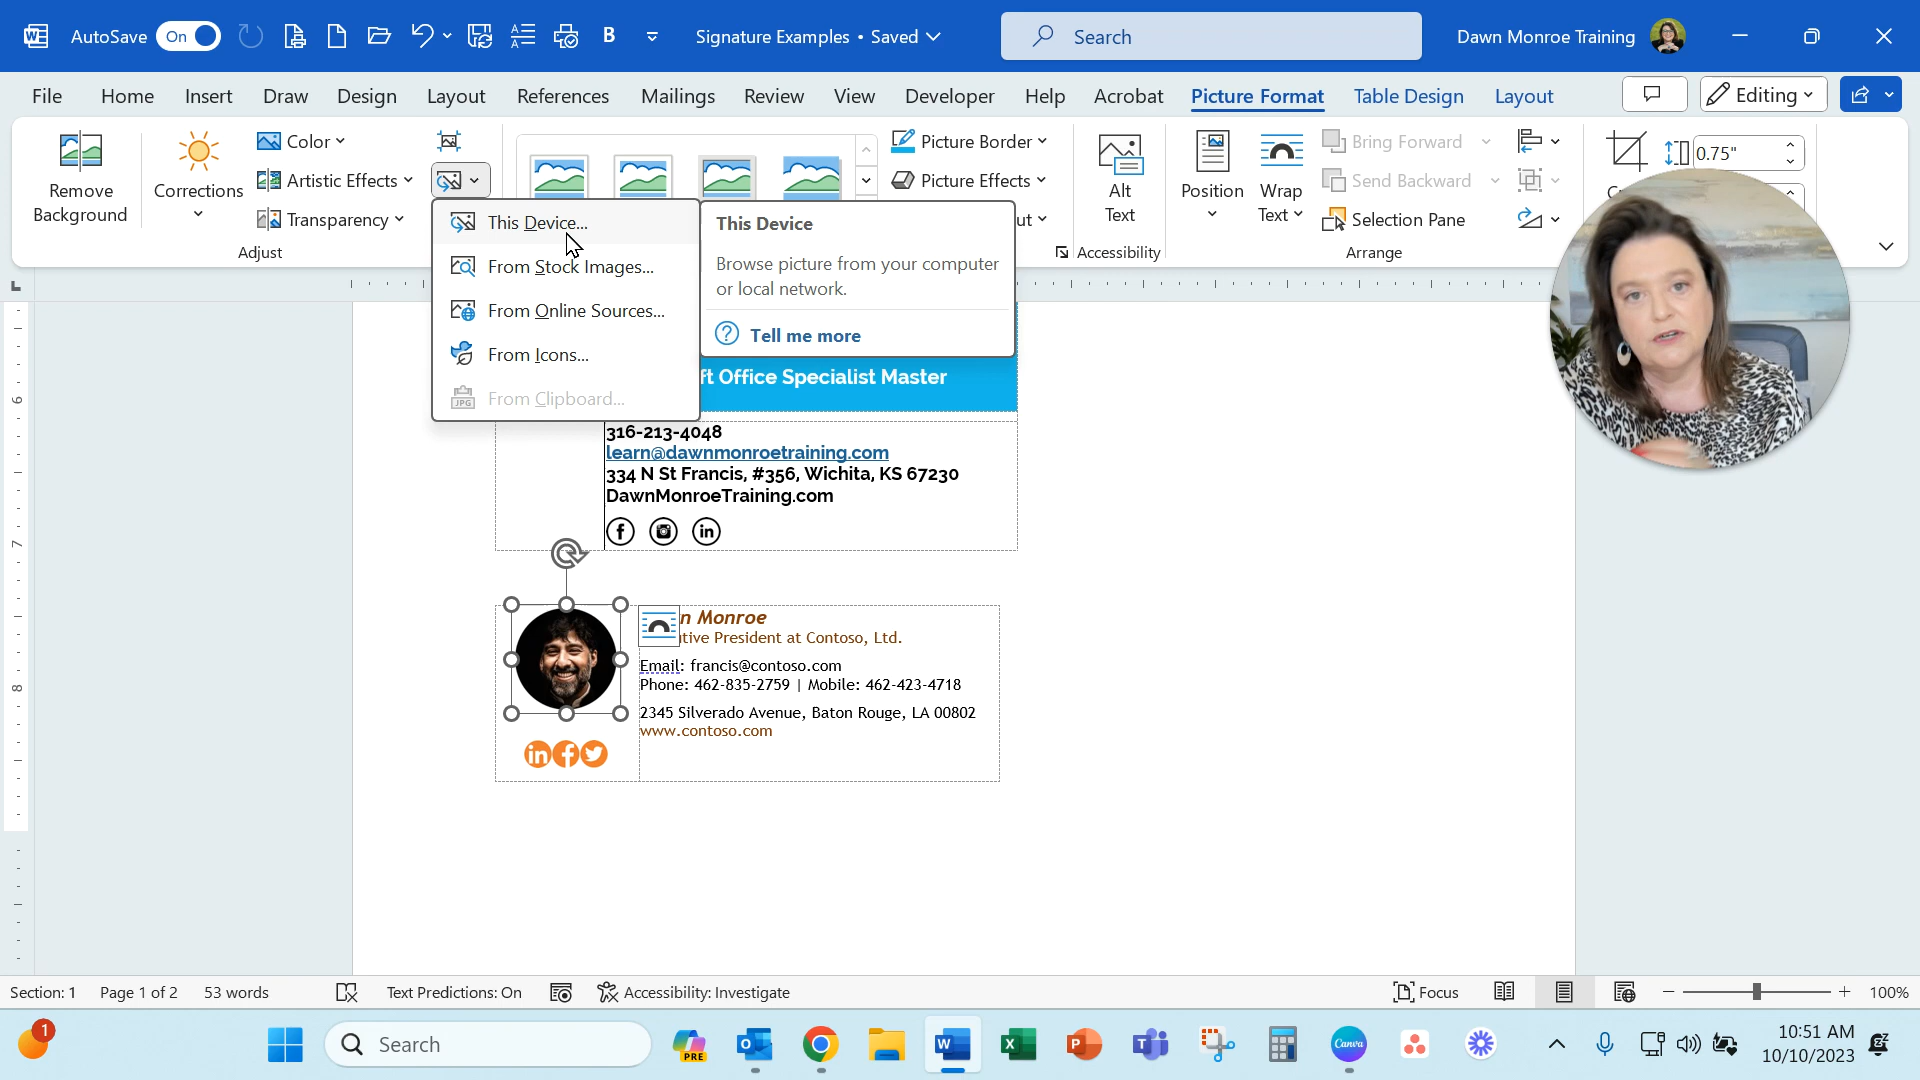 AutoSave On
B
Signature Examples • Saved
Search
Dawn Monroe Training
File Home Insert Draw Design Layout References Mailings Review View Developer Help Acrobat Picture Format Table Design Layout
Editing
Remove Background
Corrections
Color
Artistic Effects
Transparency
Adjust
Picture Border
Picture Effects
Alt Text
Accessibility
Position
Wrap Text
Bring Forward
Send Backward
Selection Pane
Arrange
0.75"
This Device...
From Stock Images...
From Online Sources...
From Icons...
From Clipboard...
This Device
Browse picture from your computer
or local network.
Tell me more
ft Office Specialist Master
316-213-4048
learn@dawnmonroetraining.com
334 N St Francis, #356, Wichita, KS 67230
DawnMonroeTraining.com
n Monroe
tive President at Contoso, Ltd.
Email: francis@contoso.com
Phone: 462-835-2759 | Mobile: 462-423-4718
2345 Silverado Avenue, Baton Rouge, LA 00802
www.contoso.com
6
7
8
Section: 1 Page 1 of 2 53 words Text Predictions: On Accessibility: Investigate Focus 100%
1
Search
PRE
Canva
10:51 AM
10/10/2023